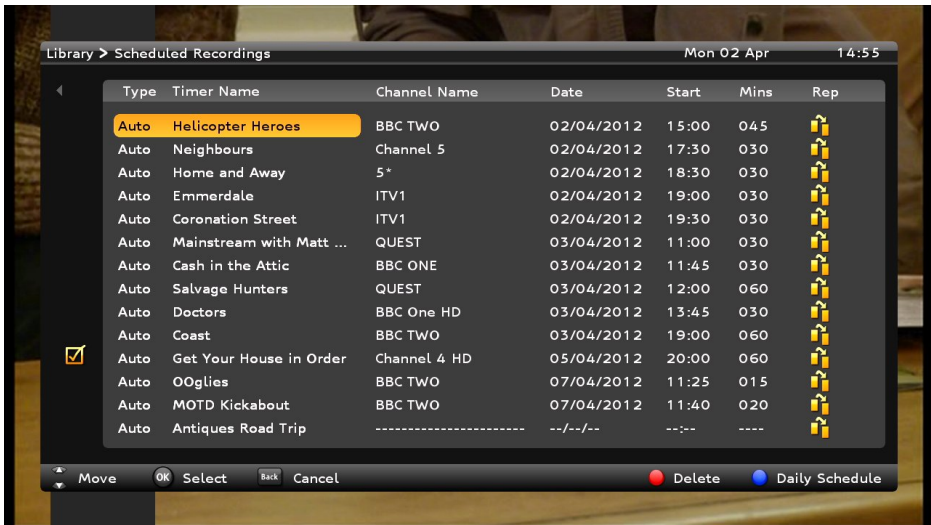 Library > Scheduled Recordings Mon 02 Apr 14:55
Type Timer Name Channel Name Date Start Mins Rep
Auto Helicopter Heroes BBC TWO 02/04/2012 15:00 045
Auto Neighbours Channel 5 02/04/2012 17:30 030
Auto Home and Away 5* 02/04/2012 18:30 030
Auto Emmerdale ITV1 02/04/2012 19:00 030
Auto Coronation Street ITV1 02/04/2012 19:30 030
Auto Mainstream with Matt ... QUEST 03/04/2012 11:00 030
Auto Cash in the Attic BBC ONE 03/04/2012 11:45 030
Auto Salvage Hunters QUEST 03/04/2012 12:00 060
Auto Doctors BBC One HD 03/04/2012 13:45 030
Auto Coast BBC TWO 03/04/2012 19:00 060
Auto Get Your House in Order Channel 4 HD 05/04/2012 20:00 060
Auto OOglies BBC TWO 07/04/2012 11:25 015
Auto MOTD Kickabout BBC TWO 07/04/2012 11:40 020
Auto Antiques Road Trip ----------------------- --/--/-- --:-- ----
Move OK Select Back Cancel Delete Daily Schedule